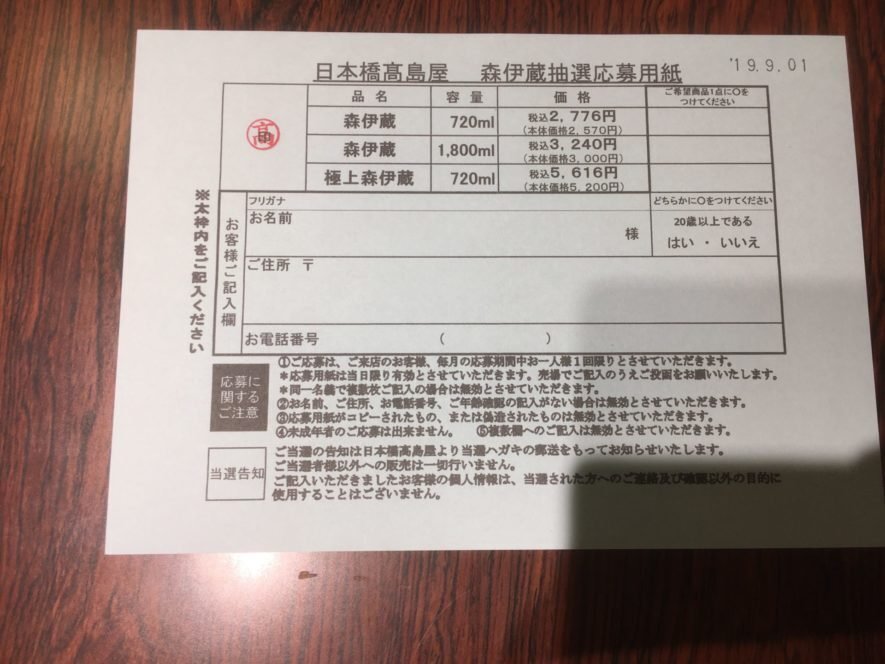 日本橋髙島屋　森伊蔵抽選応募用紙
'19.9.01
品名　容量　価格　ご希望商品1点に〇を
つけてください
森伊蔵　720ml　税込2,776円
(本体価格2,570円)
森伊蔵　1,800ml　税込3,240円
(本体価格3,000円)
極上森伊蔵　720ml　税込5,616円
(本体価格5,200円)
※太枠内をご記入ください
お客様ご記入欄
フリガナ
お名前
様
どちらかに〇をつけてください
20歳以上である
はい ・ いいえ
ご住所　〒
お電話番号　(　　)
応募に
関する
ご注意
①ご応募は、ご来店のお客様、毎月の応募期間中お一人様1回限りとさせていただきます。
*応募用紙は当日限り有効とさせていただきます。売場でご記入のうえご投函をお願いいたします。
*同一名義で複数枚ご記入の場合は無効とさせていただきます。
②お名前、ご住所、お電話番号、ご年齢確認の記入がない場合は無効とさせていただきます。
③応募用紙がコピーされたもの、または偽造されたものは無効とさせていただきます。
④未成年者のご応募は出来ません。　⑤複数欄へのご記入は無効とさせていただきます。
当選告知
ご当選の告知は日本橋髙島屋より当選ハガキの郵送をもってお知らせいたします。
ご当選者様以外への販売は一切行いません。
ご記入いただきましたお客様の個人情報は、当選された方へのご連絡及び確認以外の目的に
使用することはございません。